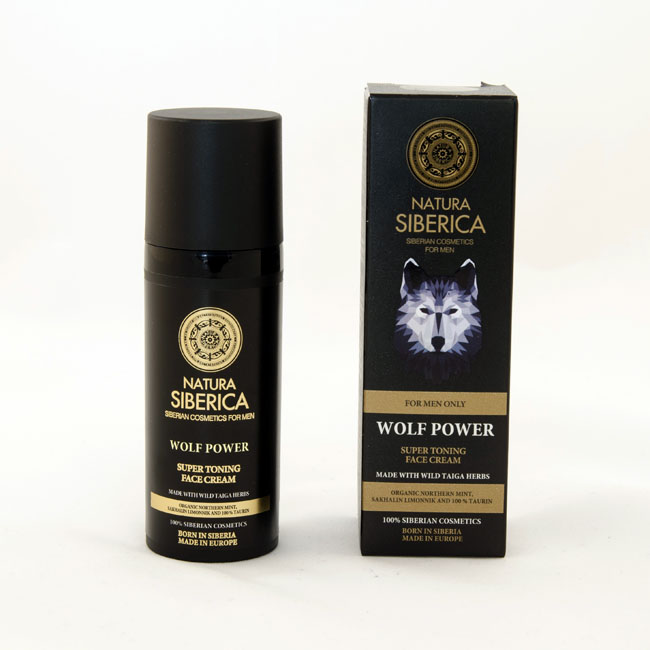 NATURA
SIBERICA
SIBERIAN COSMETICS FOR MEN
WOLF POWER
SUPER TONING
FACE CREAM
MADE WITH WILD TAIGA HERBS
ORGANIC NORTHERN MINT,
SAKHALIN LIMONNIK AND 100 % TAURIN
100% SIBERIAN COSMETICS
BORN IN SIBERIA
MADE IN EUROPE
NATURA
SIBERICA
SIBERIAN COSMETICS
FOR MEN
FOR MEN ONLY
WOLF POWER
SUPER TONING
FACE CREAM
MADE WITH WILD TAIGA HERBS
ORGANIC NORTHERN MINT,
SAKHALIN LIMONNIK AND 100 % TAURIN
100% SIBERIAN COSMETICS
BORN IN SIBERIA
MADE IN EUROPE